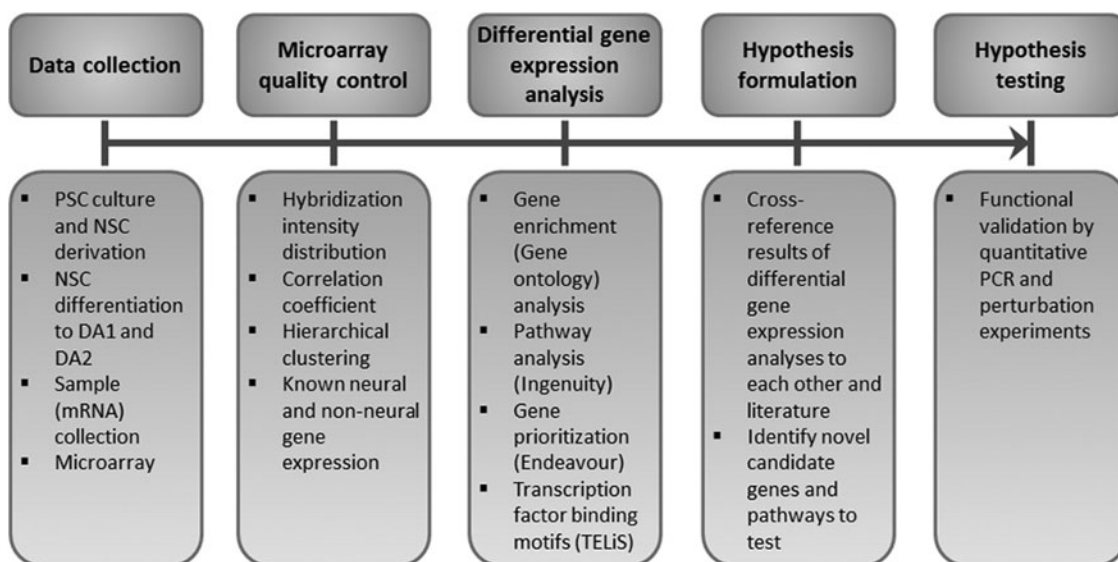 Data collection
Microarray
quality control
Differential gene
expression
analysis
Hypothesis
formulation
Hypothesis
testing
▪ PSC culture
and NSC
derivation
▪ NSC
differentiation
to DA1 and
DA2
▪ Sample
(mRNA)
collection
▪ Microarray
▪ Hybridization
intensity
distribution
▪ Correlation
coefficient
▪ Hierarchical
clustering
▪ Known neural
and non-neural
gene
expression
▪ Gene
enrichment
(Gene
ontology)
analysis
▪ Pathway
analysis
(Ingenuity)
▪ Gene
prioritization
(Endeavour)
▪ Transcription
factor binding
motifs (TELiS)
▪ Cross-
reference
results of
differential
gene
expression
analyses to
each other and
literature
▪ Identify novel
candidate
genes and
pathways to
test
▪ Functional
validation by
quantitative
PCR and
perturbation
experiments